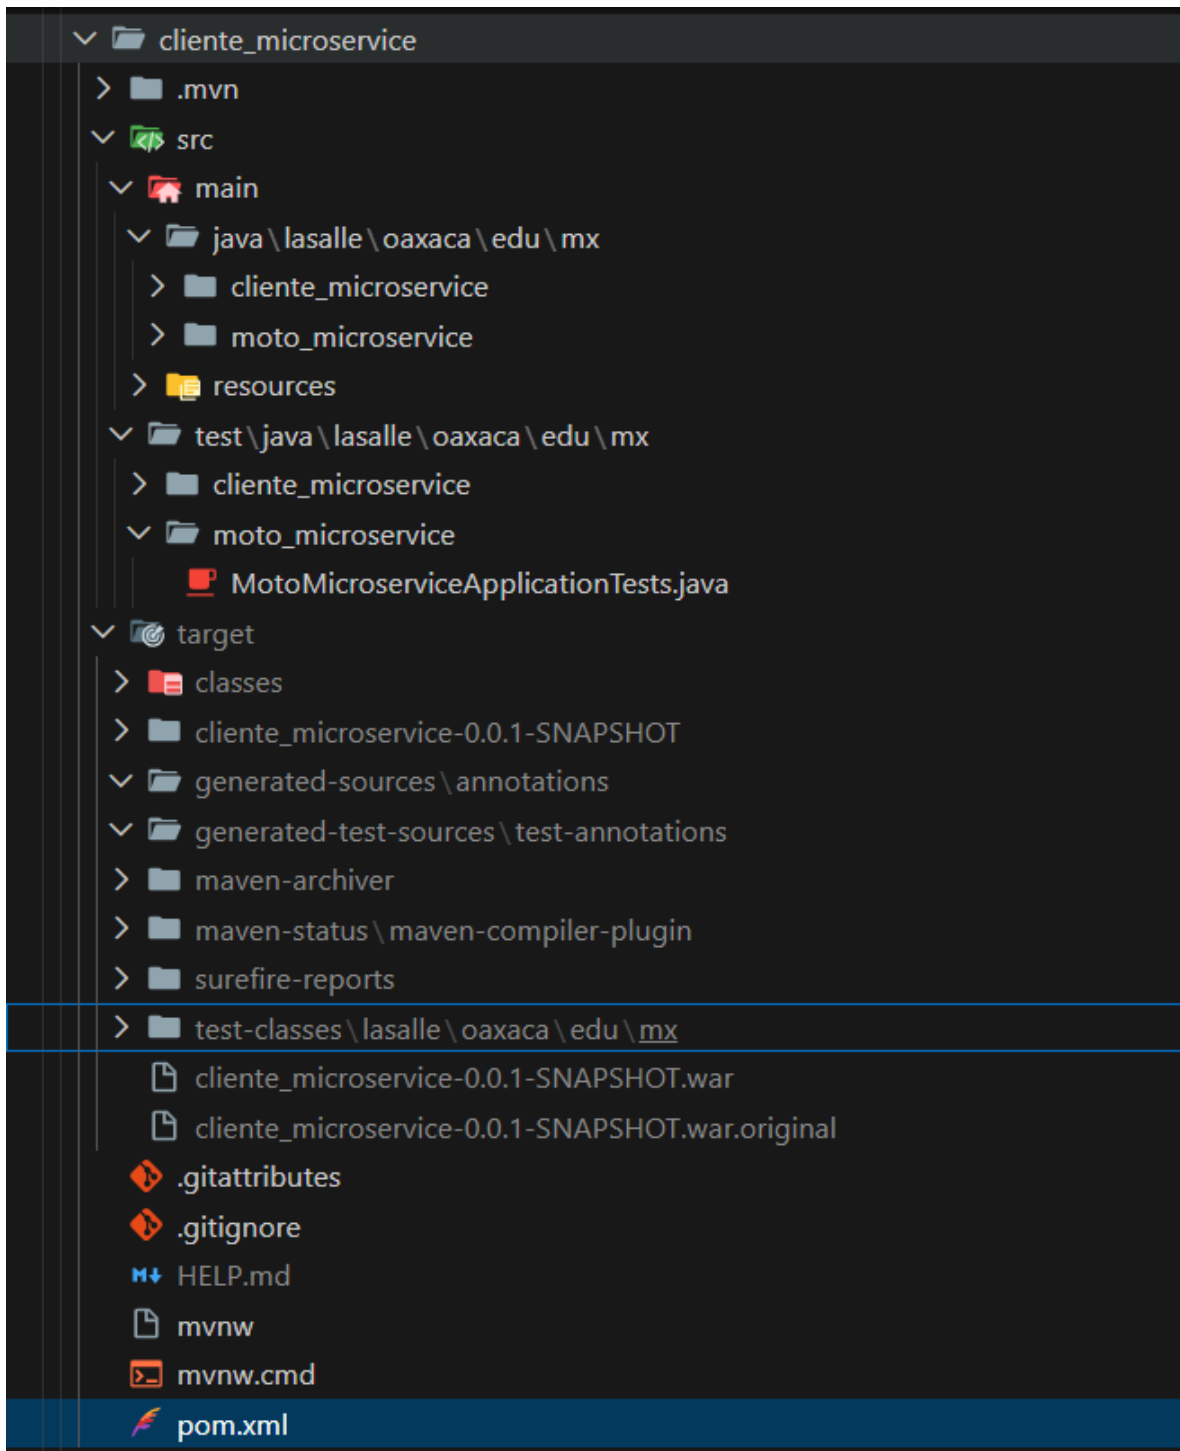 cliente_microservice
.mvn
src
main
java\lasalle\oaxaca\edu\mx
cliente_microservice
moto_microservice
resources
test\java\lasalle\oaxaca\edu\mx
cliente_microservice
moto_microservice
MotoMicroserviceApplicationTests.java
target
classes
cliente_microservice-0.0.1-SNAPSHOT
generated-sources\annotations
generated-test-sources\test-annotations
maven-archiver
maven-status\maven-compiler-plugin
surefire-reports
test-classes\lasalle\oaxaca\edu\mx
cliente_microservice-0.0.1-SNAPSHOT.war
cliente_microservice-0.0.1-SNAPSHOT.war.original
.gitattributes
.gitignore
HELP.md
mvnw
mvnw.cmd
pom.xml